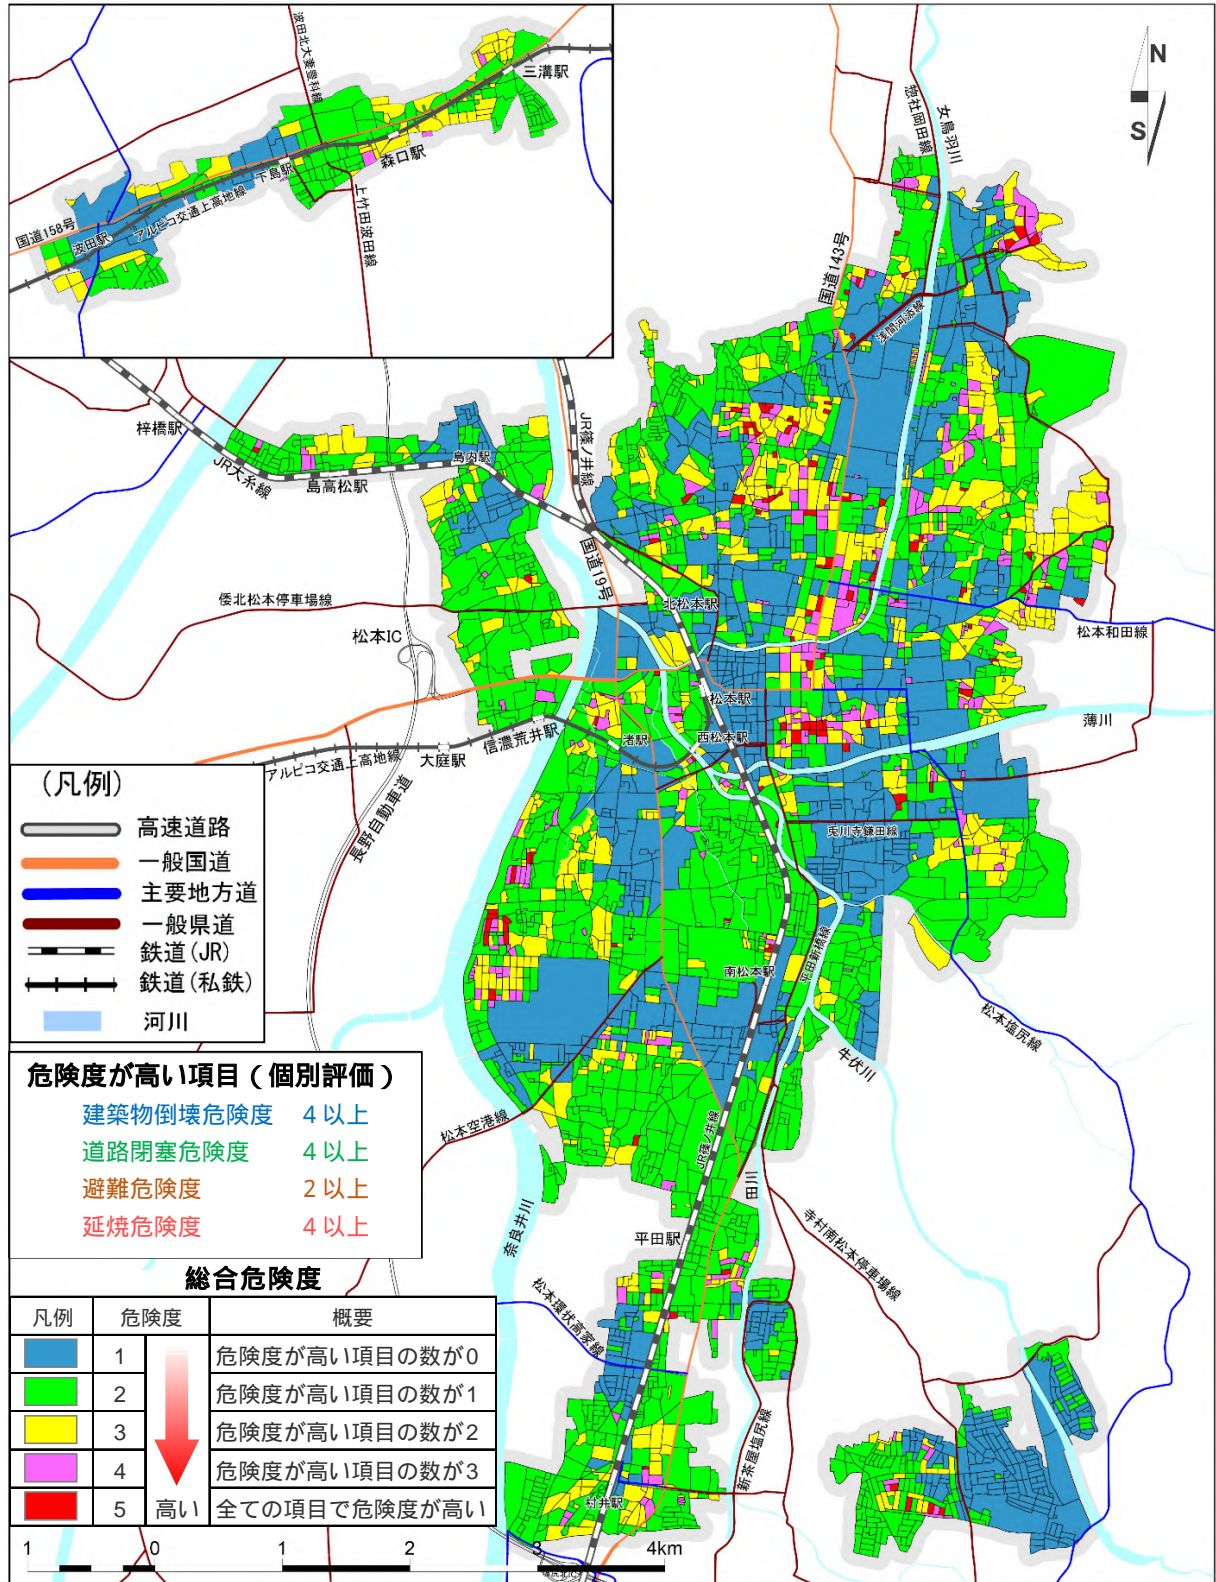 波田北大妻豊科線
三溝駅
森口駅
下島駅
アルピコ交通上高地線
上竹田波田線
国道158号
波田駅
N
S
惣社岡田線
女鳥羽川
国道143号
浅間河添線
梓橋駅
JR大糸線
島高松駅
島内駅
JR篠ノ井線
国道19号
倭北松本停車場線
北松本駅
松本IC
松本和田線
松本駅
薄川
西松本駅
渚駅
信濃荒井駅
大庭駅
アルピコ交通上高地線
長野自動車道
兎川寺鎌田線
平田新橋線
南松本駅
松本塩尻線
牛伏川
松本空港線
JR篠ノ井線
奈良井川
田川
平田駅
寺村南松本停車場線
松本環状高家線
新茶屋塩尻線
村井駅
(凡例)
高速道路
一般国道
主要地方道
一般県道
鉄道(JR)
鉄道(私鉄)
河川
危険度が高い項目(個別評価)
建築物倒壊危険度 4以上
道路閉塞危険度 4以上
避難危険度 2以上
延焼危険度 4以上
総合危険度
凡例 危険度 概要
1 危険度が高い項目の数が0
2 危険度が高い項目の数が1
3 危険度が高い項目の数が2
4 危険度が高い項目の数が3
5 高い 全ての項目で危険度が高い
1 0 1 2 3 4km